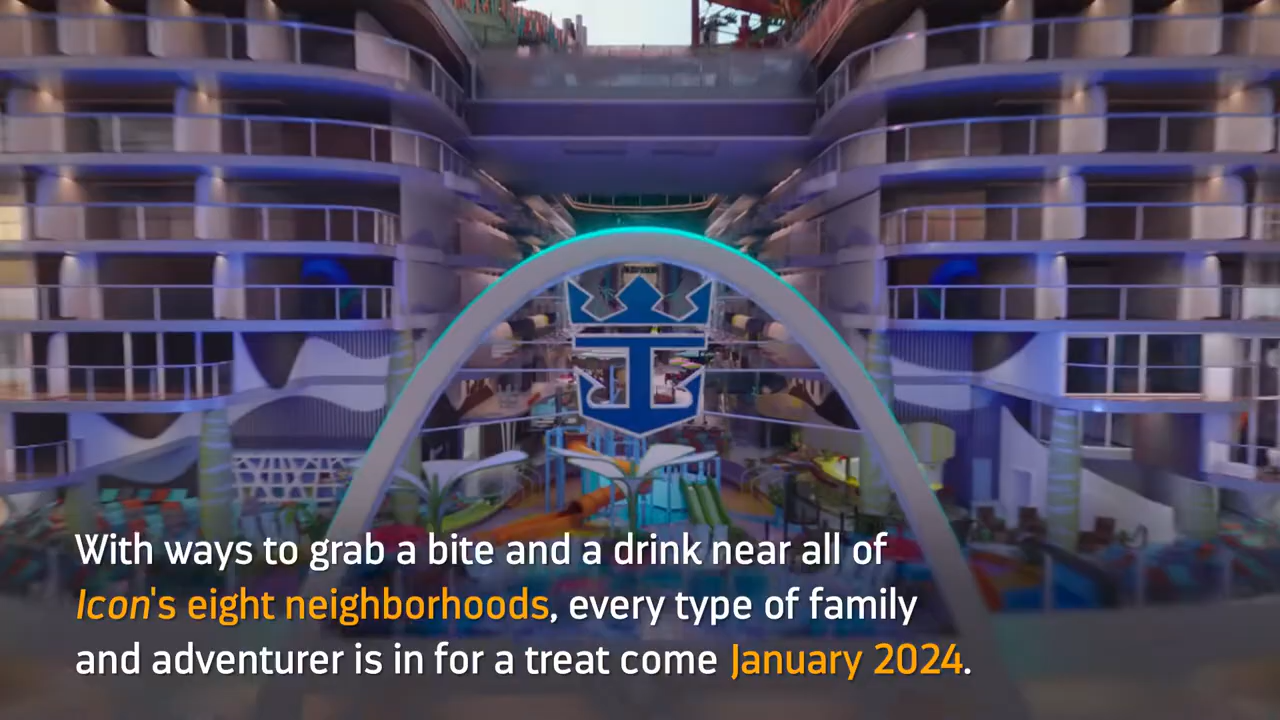 With ways to grab a bite and a drink near all of
Icon's eight neighborhoods, every type of family
and adventurer is in for a treat come January 2024.